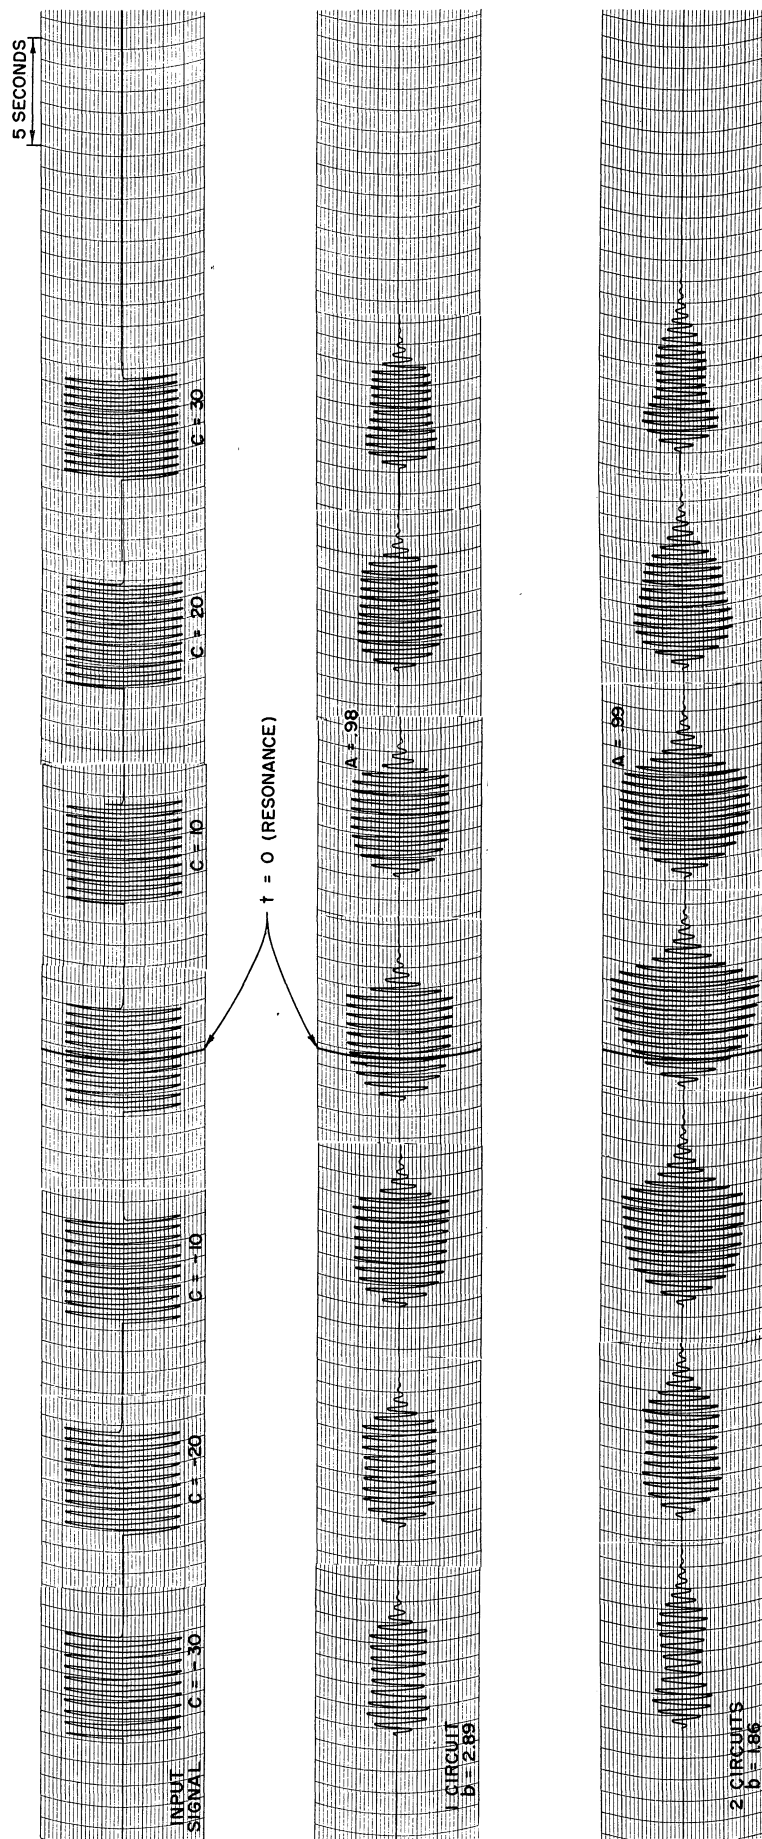 5 SECONDS
C = 30
C = 20
C = 10
C = -10
C = -20
C = -30
INPUT
SIGNAL
t = 0 (RESONANCE)
A = .98
1 CIRCUIT
b = 2.89
A = .99
2 CIRCUITS
b = 1.86